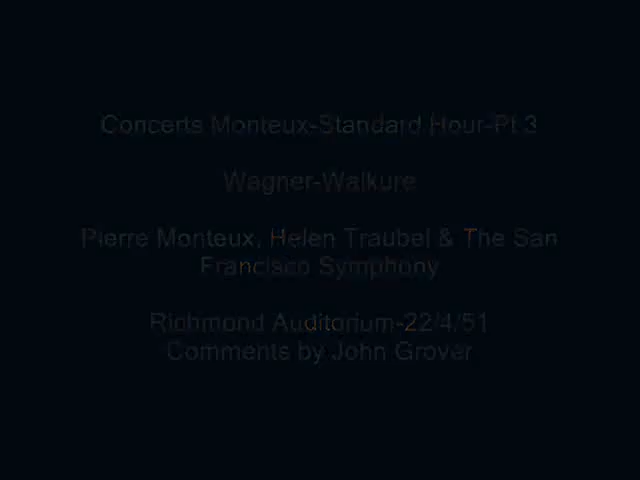 Concerts Monteux-Standard Hour-Pt 3
Wagner-Walkure
Pierre Monteux, Helen Traubel & The San
Francisco Symphony
Richmond Auditorium-22/4/51
Comments by John Grover